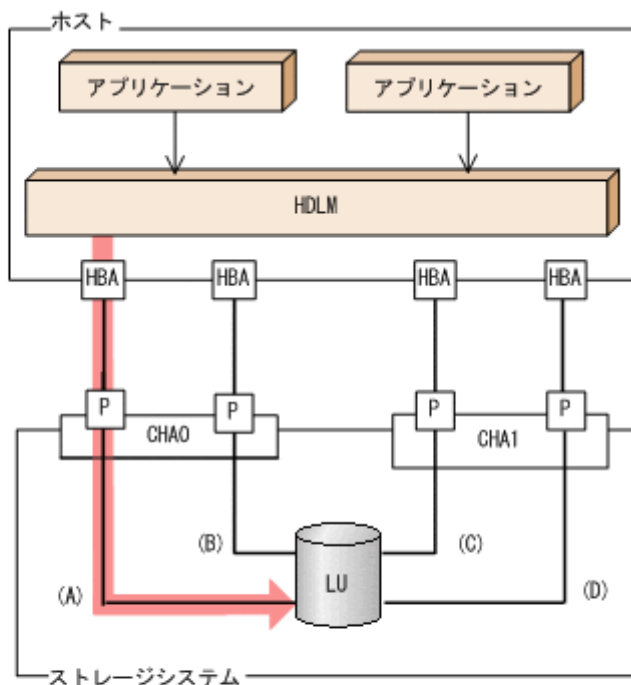 ホスト
アプリケーション アプリケーション
HDLM
HBA HBA HBA HBA
P P P P
CHA0 CHA1
(B) (C)
LU
(A) (D)
ストレージシステム